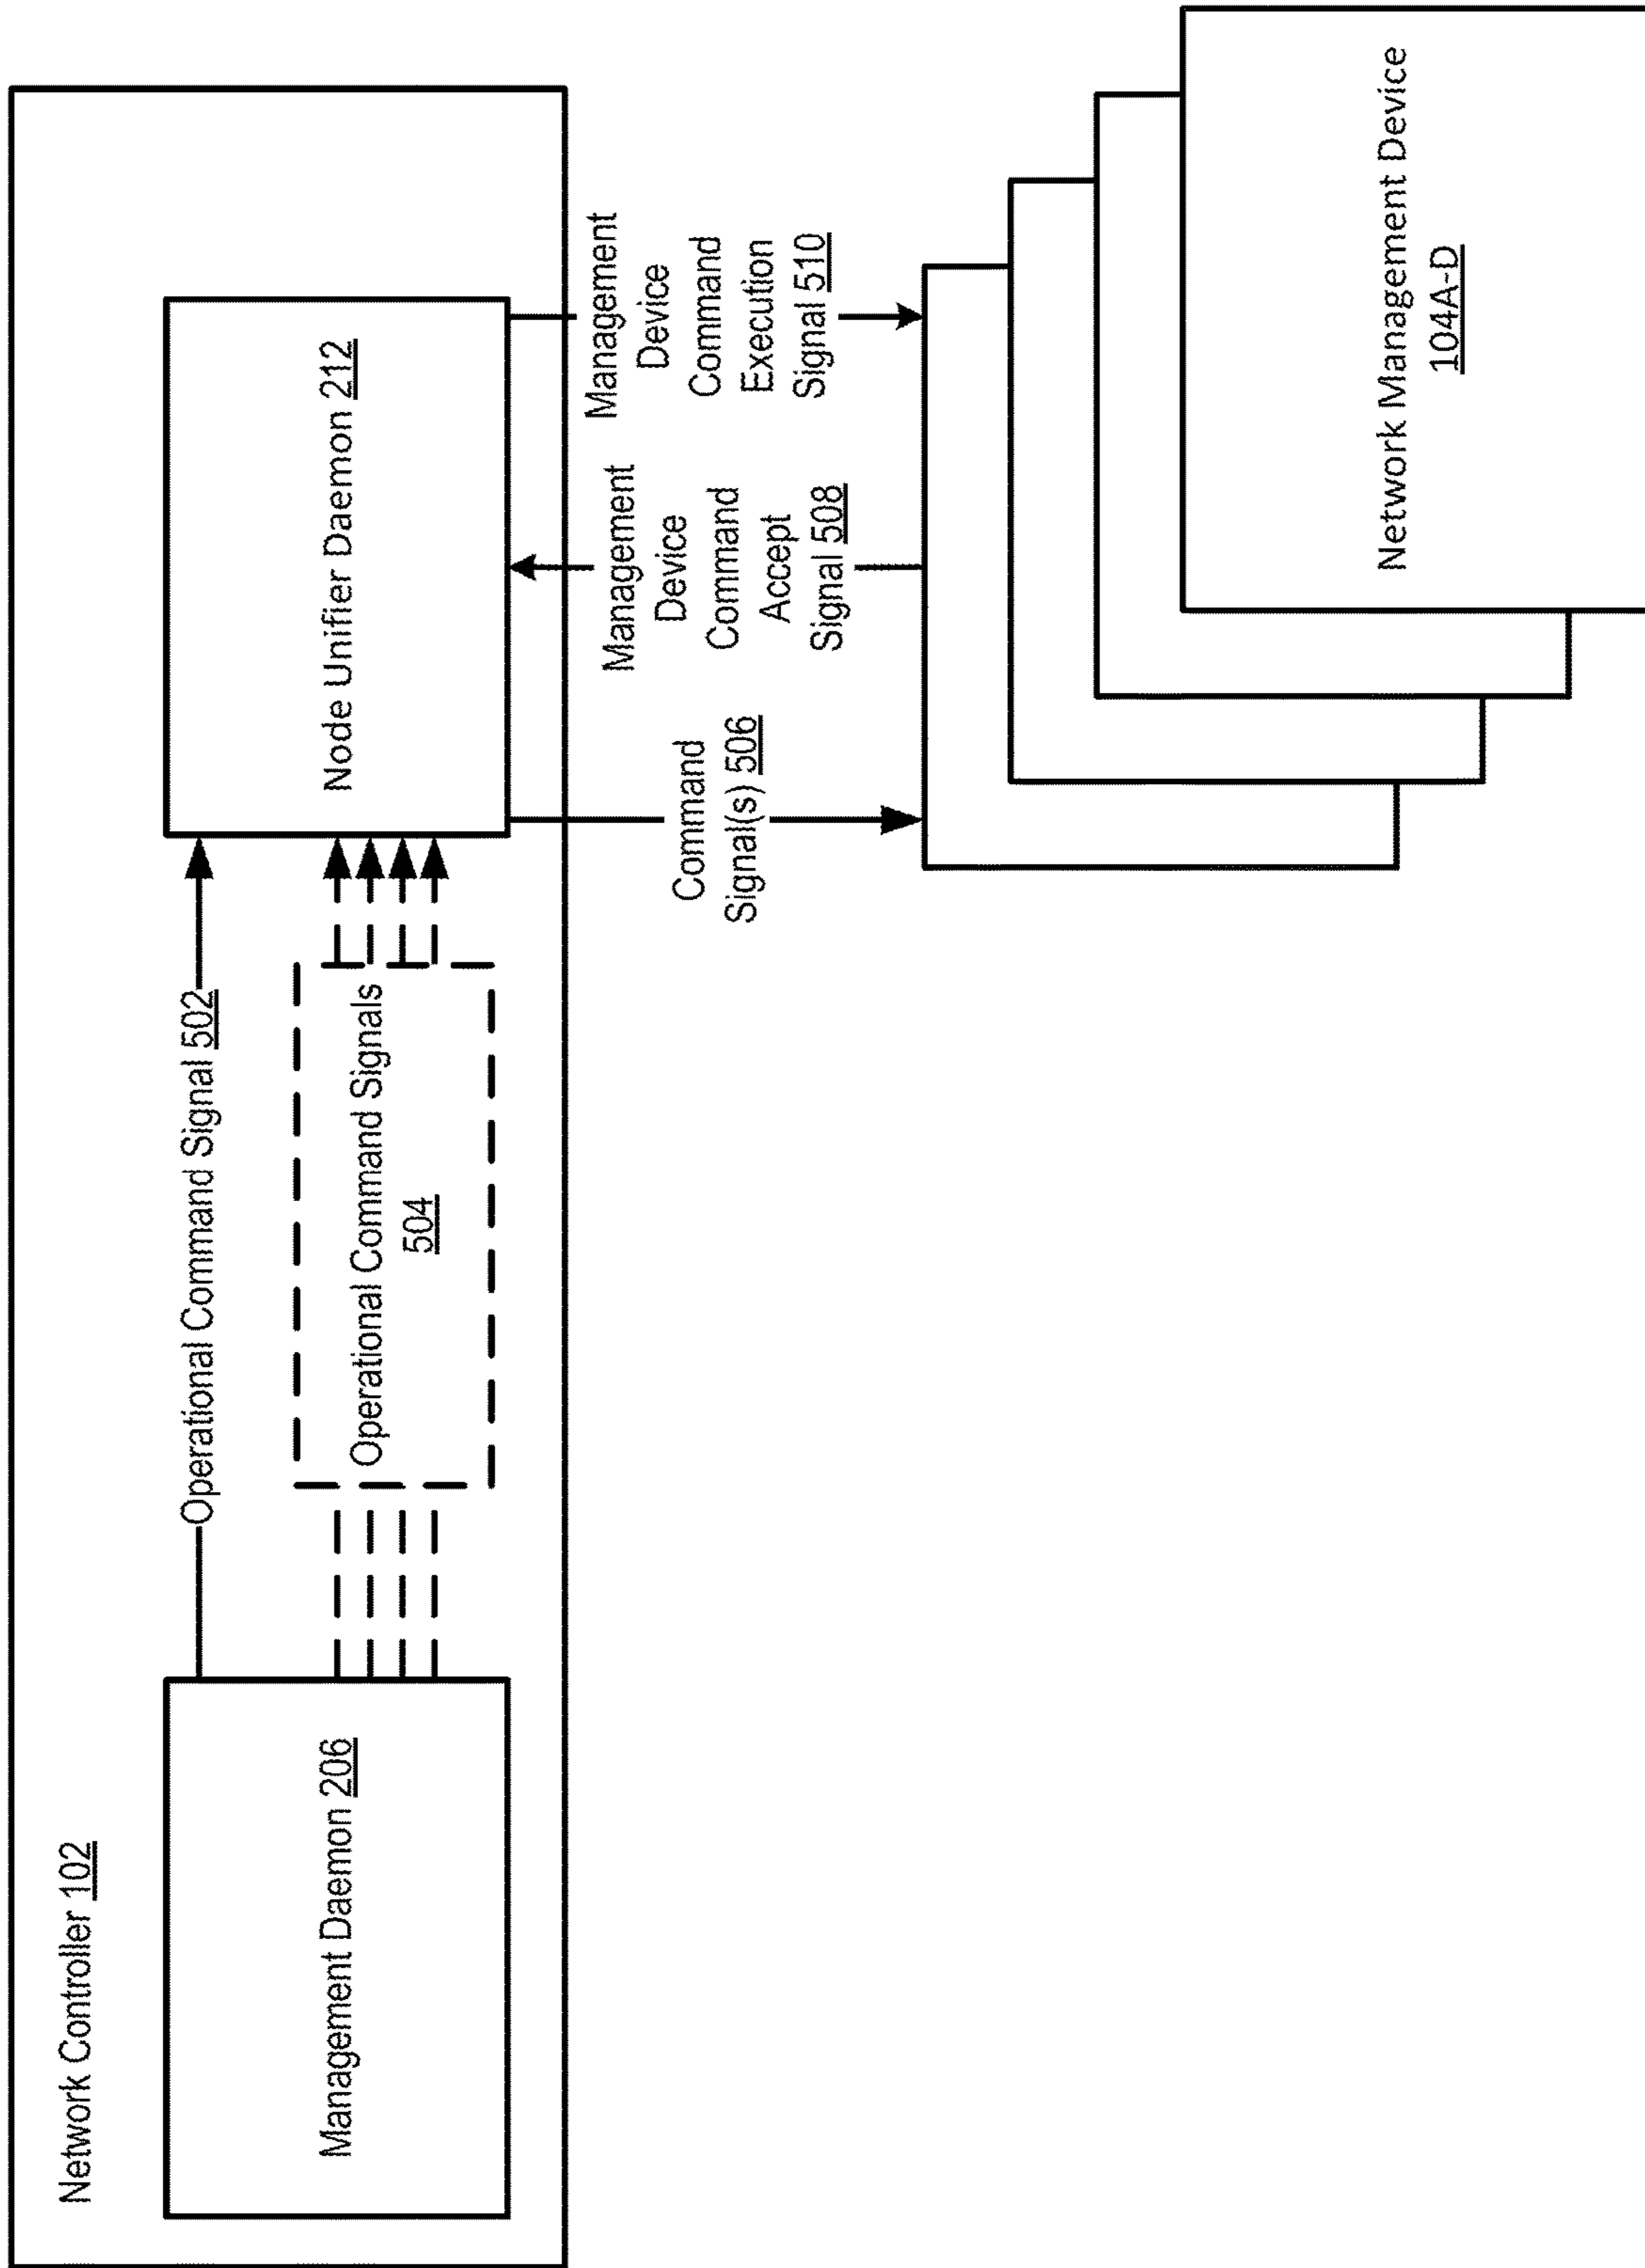 Network Controller 102
Management Daemon 206
Operational Command Signal 502
Operational Command Signals
504
Node Unifier Daemon 212
Command
Signal(s) 506
Management
Device
Command
Accept
Signal 508
Management
Device
Command
Execution
Signal 510
Network Management Device
104A-D